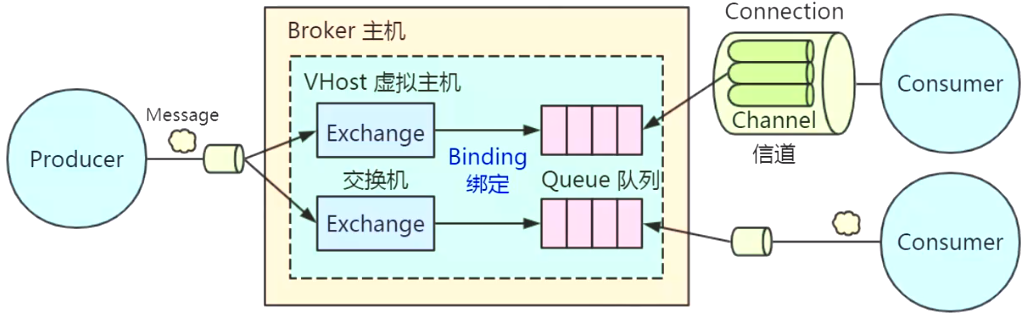 Producer
Message
Broker 主机
VHost 虚拟主机
Exchange
交换机
Exchange
Binding
绑定
Queue 队列
Connection
Channel
信道
Consumer
Consumer